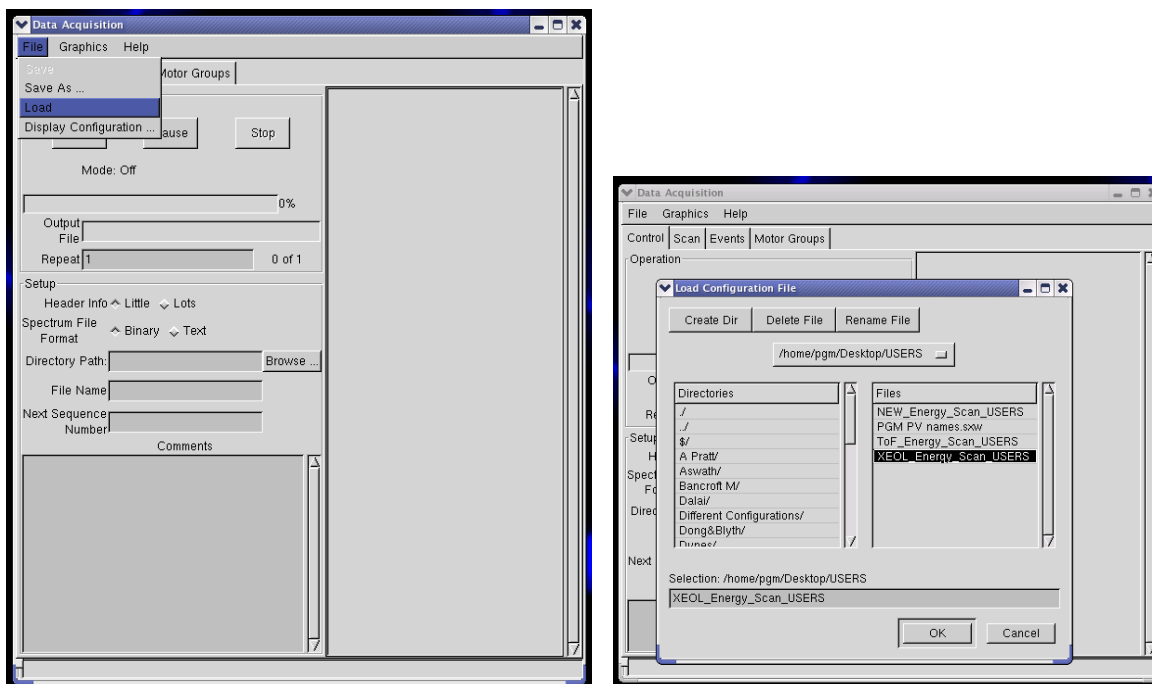 Data Acquisition
File Graphics Help
Save
Save As ...
Load
Display Configuration ...
Motor Groups
ause
Stop
Mode: Off
0%
Output
File
Repeat 1 0 of 1
Setup
Header Info Little Lots
Spectrum File
Format
Binary Text
Directory Path: Browse ...
File Name
Next Sequence
Number
Comments
Data Acquisition
File Graphics Help
Control Scan Events Motor Groups
Operation
O
Re
Setup
H
Spect
Fo
Direc
Next
Load Configuration File
Create Dir Delete File Rename File
/home/pgm/Desktop/USERS
Directories
./
../
$/
A Pratt/
Aswath/
Bancroft M/
Dalai/
Different Configurations/
Dong&Blyth/
Dynes/
Files
NEW_Energy_Scan_USERS
PGM PV names.sxw
ToF_Energy_Scan_USERS
XEOL_Energy_Scan_USERS
Selection: /home/pgm/Desktop/USERS
XEOL_Energy_Scan_USERS
OK Cancel